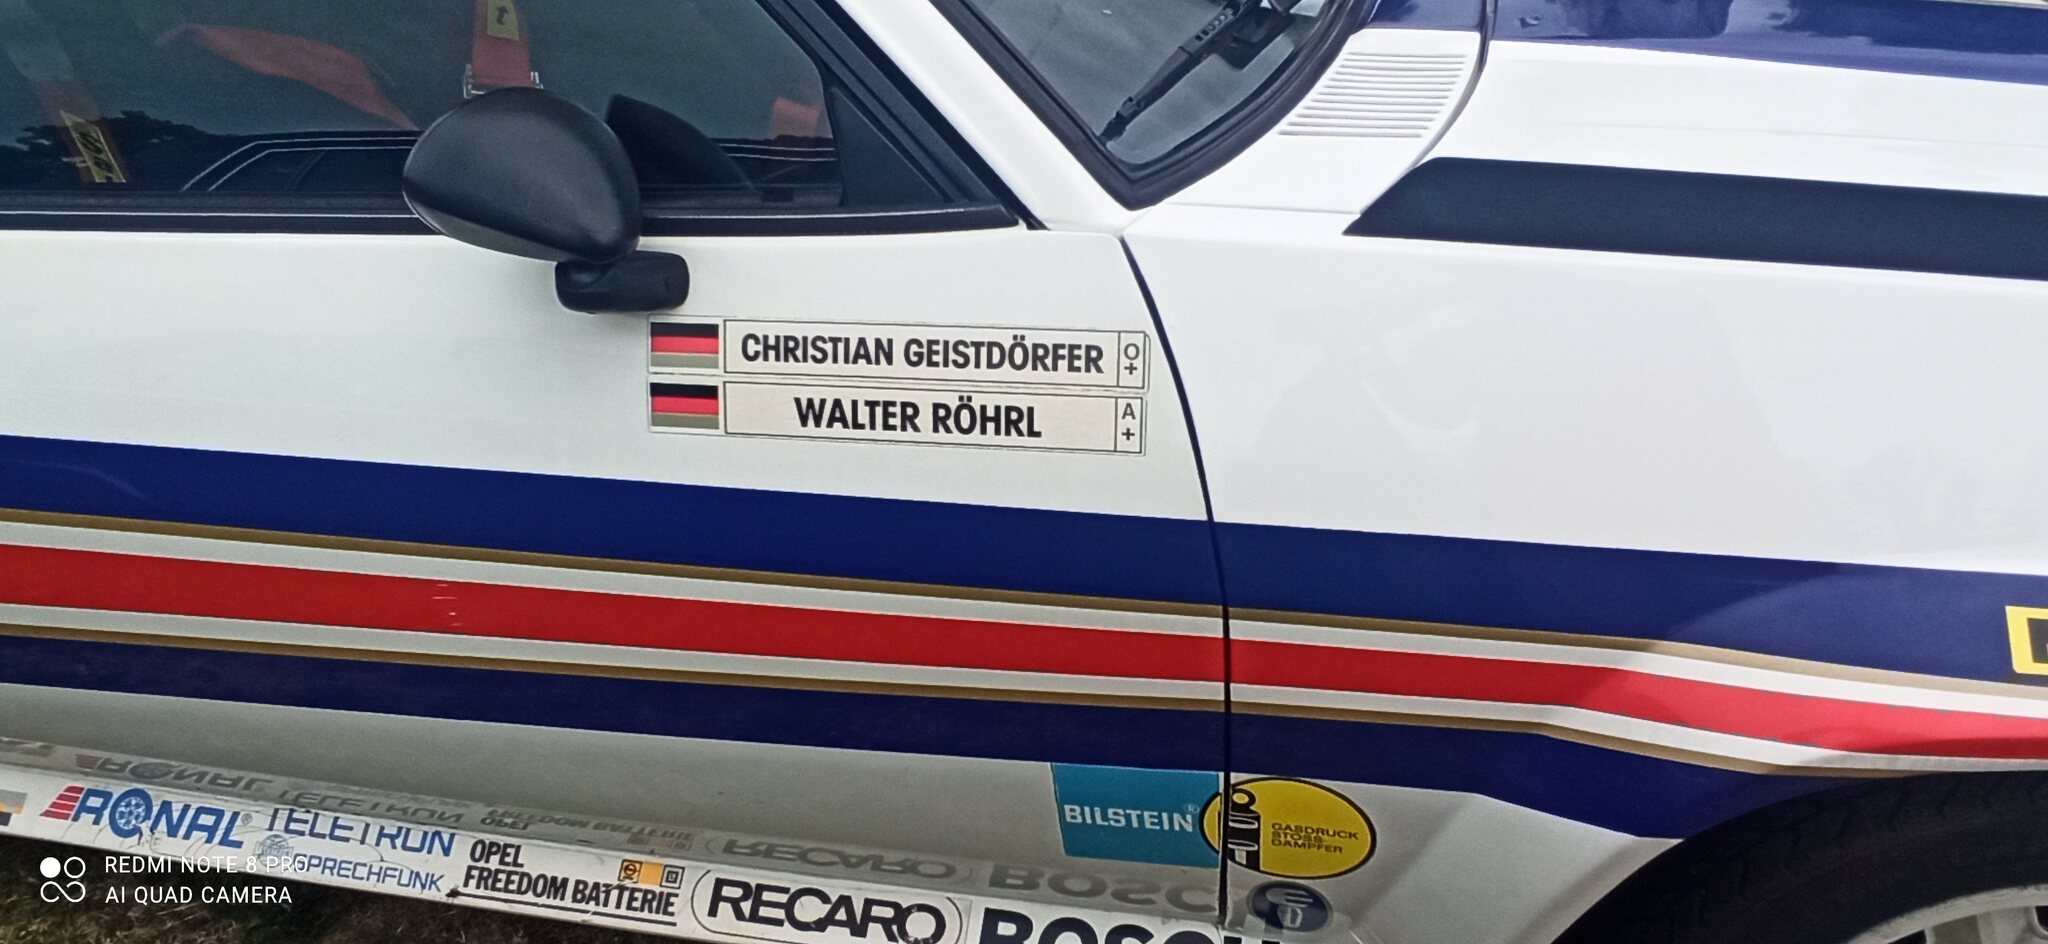 CHRISTIAN GEISTDÖRFER O+
WALTER RÖHRL A+
BILSTEIN®
GASDRUCK
STOSS-
DÄMPFER
RONAL®
TELETRON
SPRECHFUNK
OPEL
FREEDOM BATTERIE
RECARO
BOSCH
REDMI NOTE 8 PRO
AI QUAD CAMERA